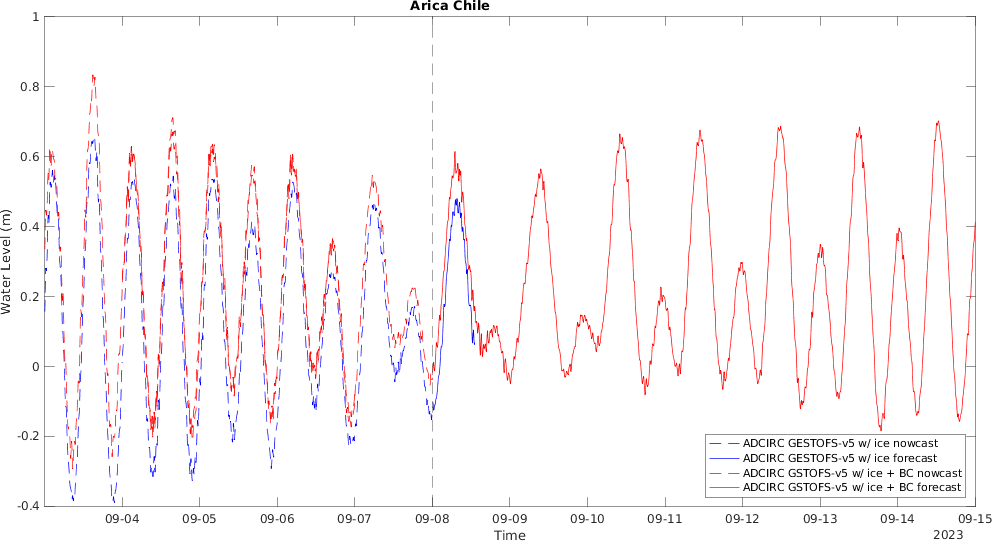 Arica Chile
1
0.8
0.6
0.4
0.2
0
-0.2
-0.4
Water Level (m)
ADCIRC GESTOFS-v5 w/ ice nowcast
ADCIRC GESTOFS-v5 w/ ice forecast
ADCIRC GSTOFS-v5 w/ ice + BC nowcast
ADCIRC GSTOFS-v5 w/ ice + BC forecast
09-04 09-05 09-06 09-07 09-08 09-09 09-10 09-11 09-12 09-13 09-14 09-15
Time
2023